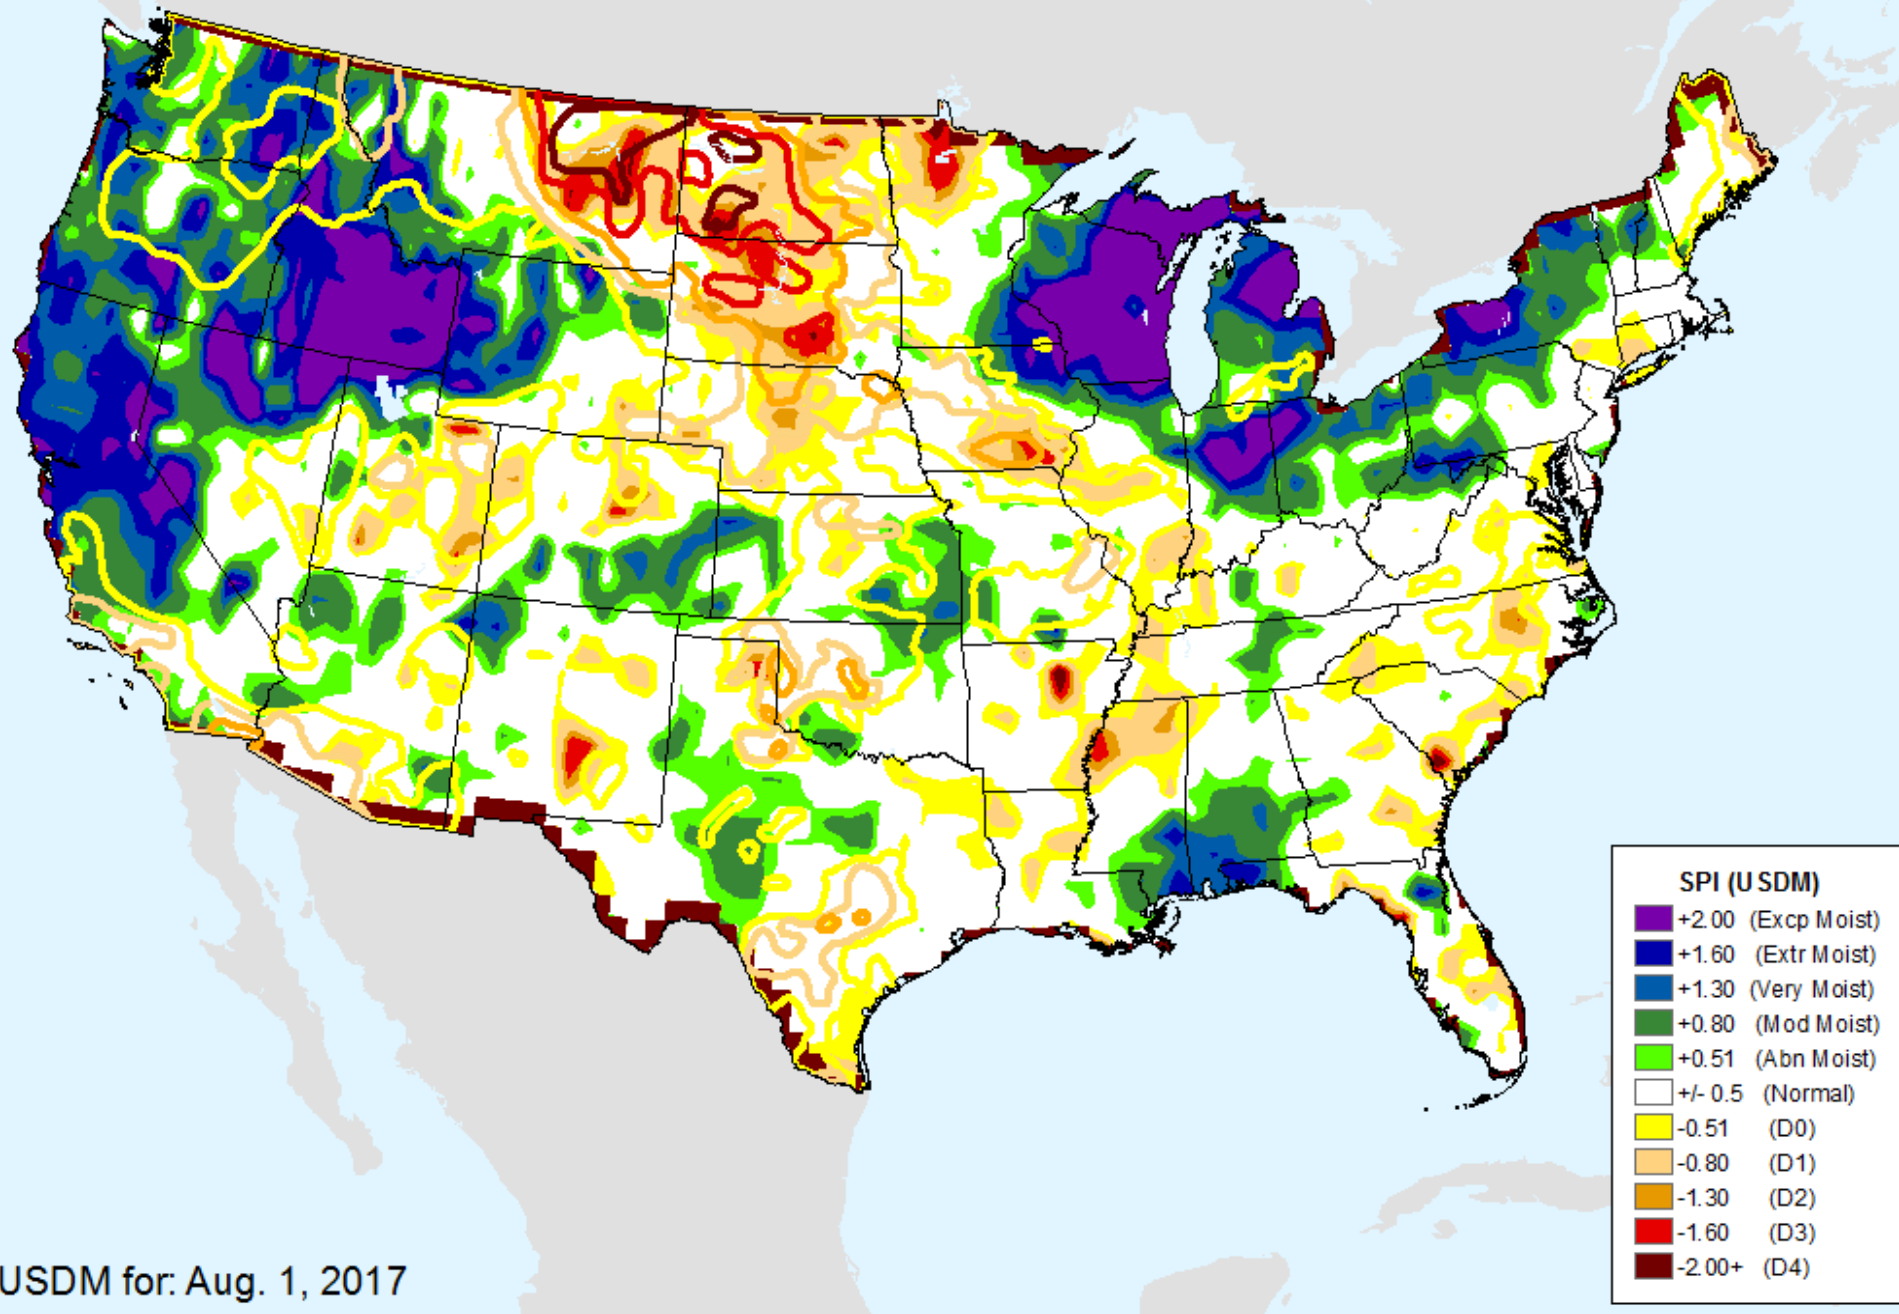 SPI (USDM)
+2.00 (Excp Moist)
+1.60 (Extr Moist)
+1.30 (Very Moist)
+0.80 (Mod Moist)
+0.51 (Abn Moist)
+/- 0.5 (Normal)
-0.51 (D0)
-0.80 (D1)
-1.30 (D2)
-1.60 (D3)
-2.00+ (D4)
USDM for: Aug. 1, 2017